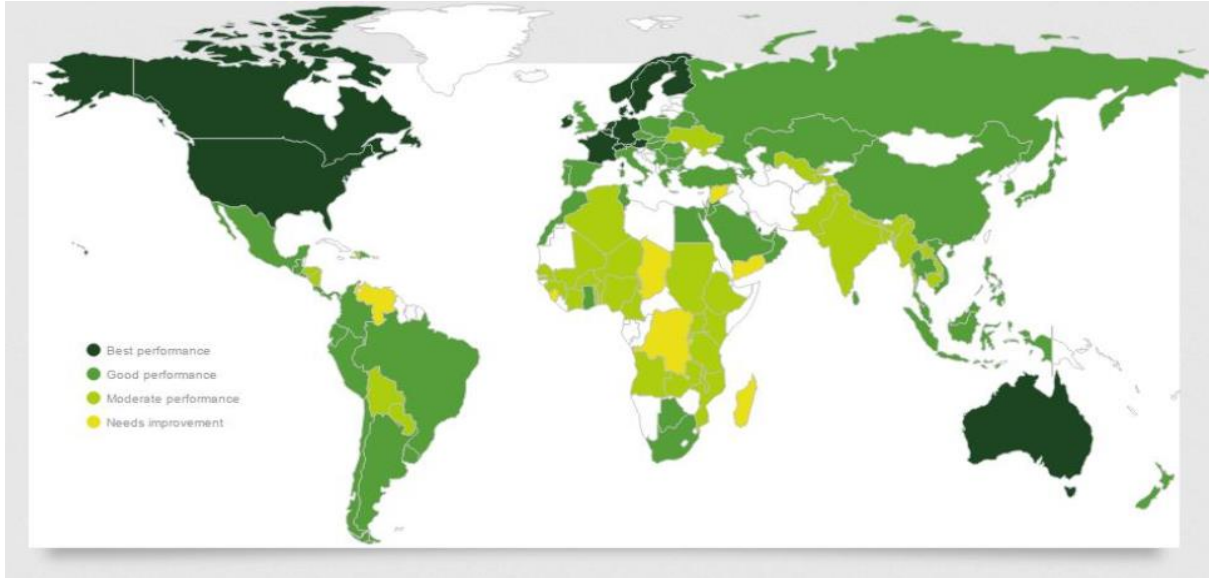 Best performance
Good performance
Moderate performance
Needs improvement